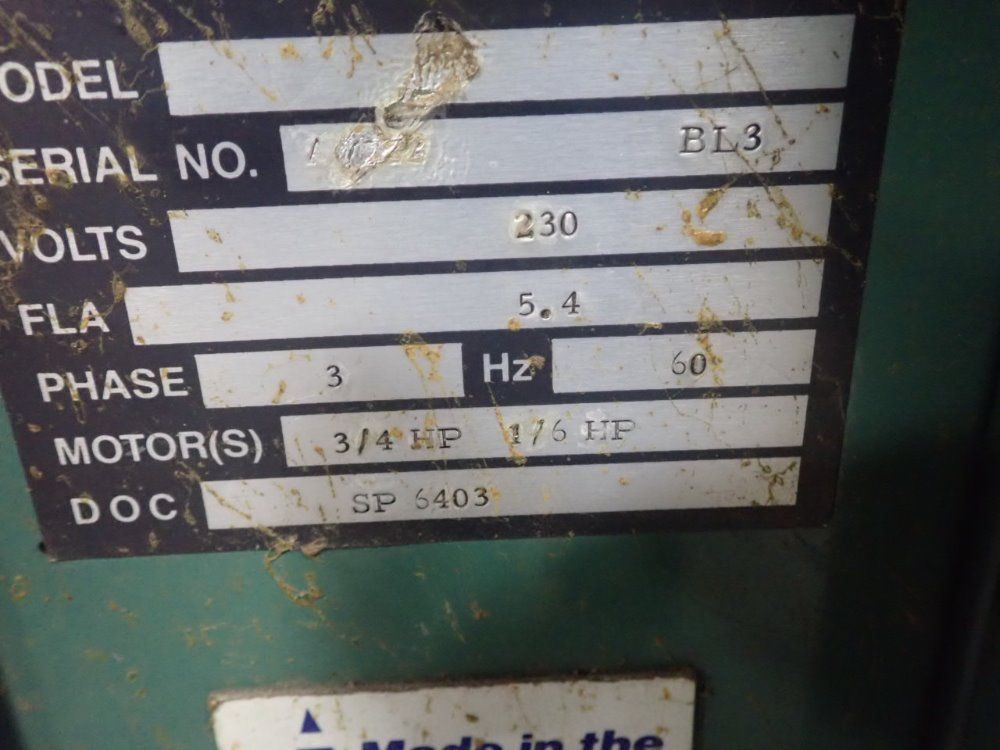 ODEL
SERIAL NO. BL3
VOLTS 230
FLA 5.4
PHASE 3 Hz 60
MOTOR(S) 3/4 HP 1/6 HP
DOC SP 6403
Made in the